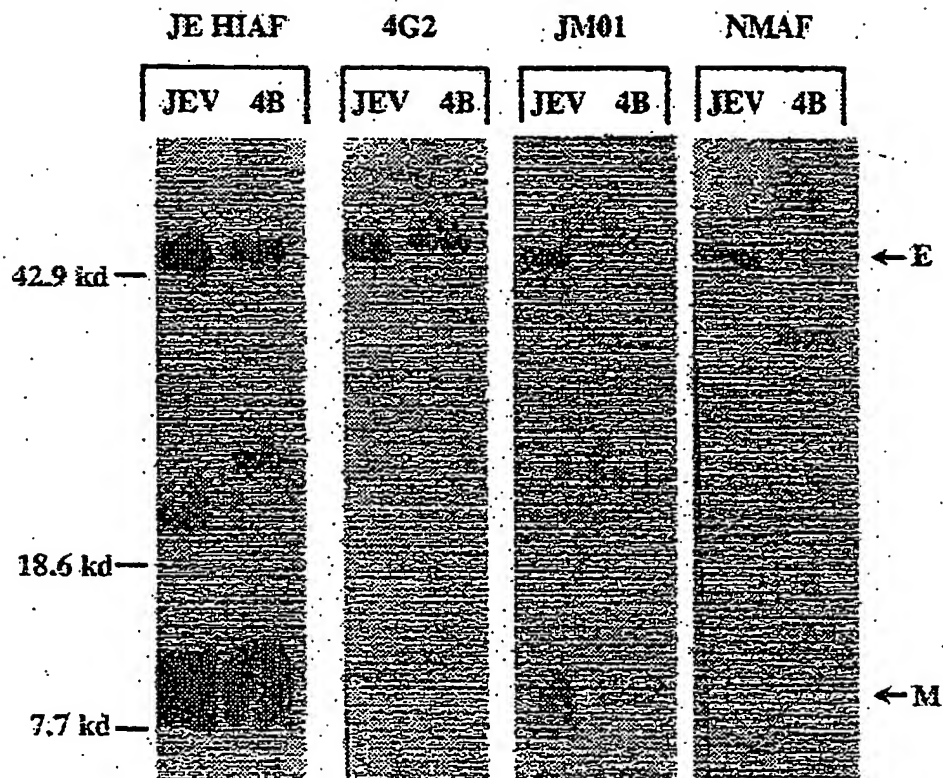 JE HIAF 4G2 JM01 NMAF
JEV 4B JEV 4B JEV 4B JEV 4B
←E
42.9 kd
18.6 kd
←M
7.7 kd